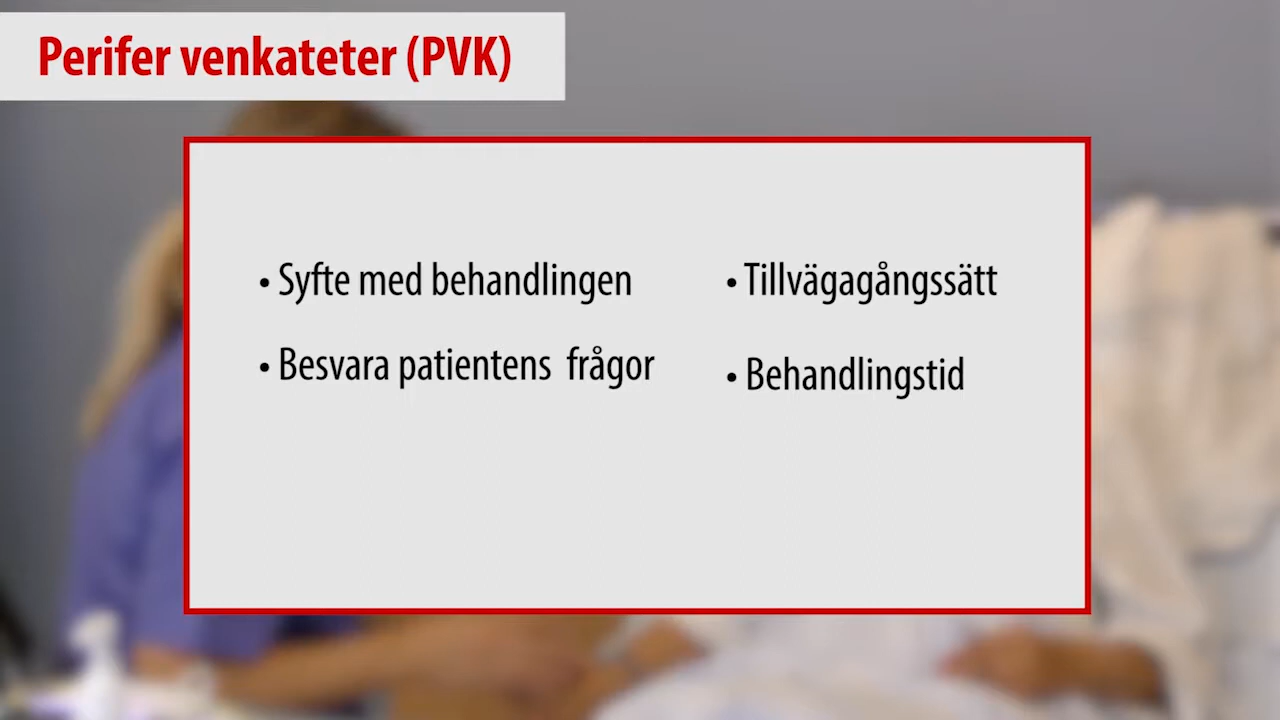 Perifer venkateter (PVK)
• Syfte med behandlingen
• Besvara patientens frågor
• Tillvägagångssätt
• Behandlingstid